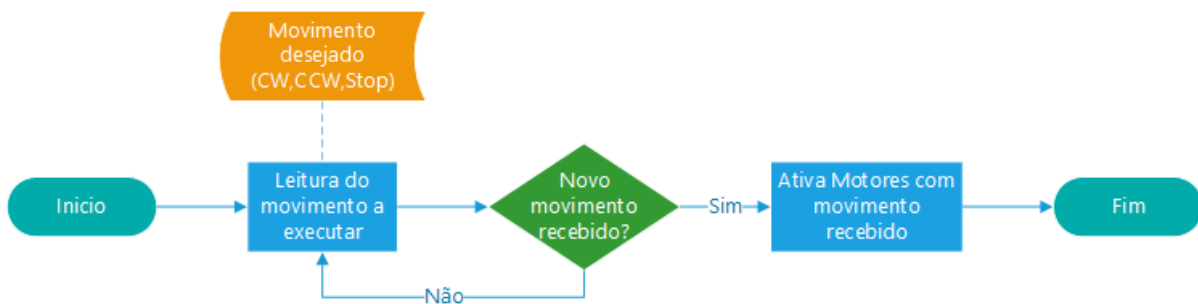 Movimento
desejado
(CW,CCW,Stop)
Inicio
Leitura do
movimento a
executar
Novo
movimento
recebido?
Sim
Ativa Motores com
movimento
recebido
Fim
Não